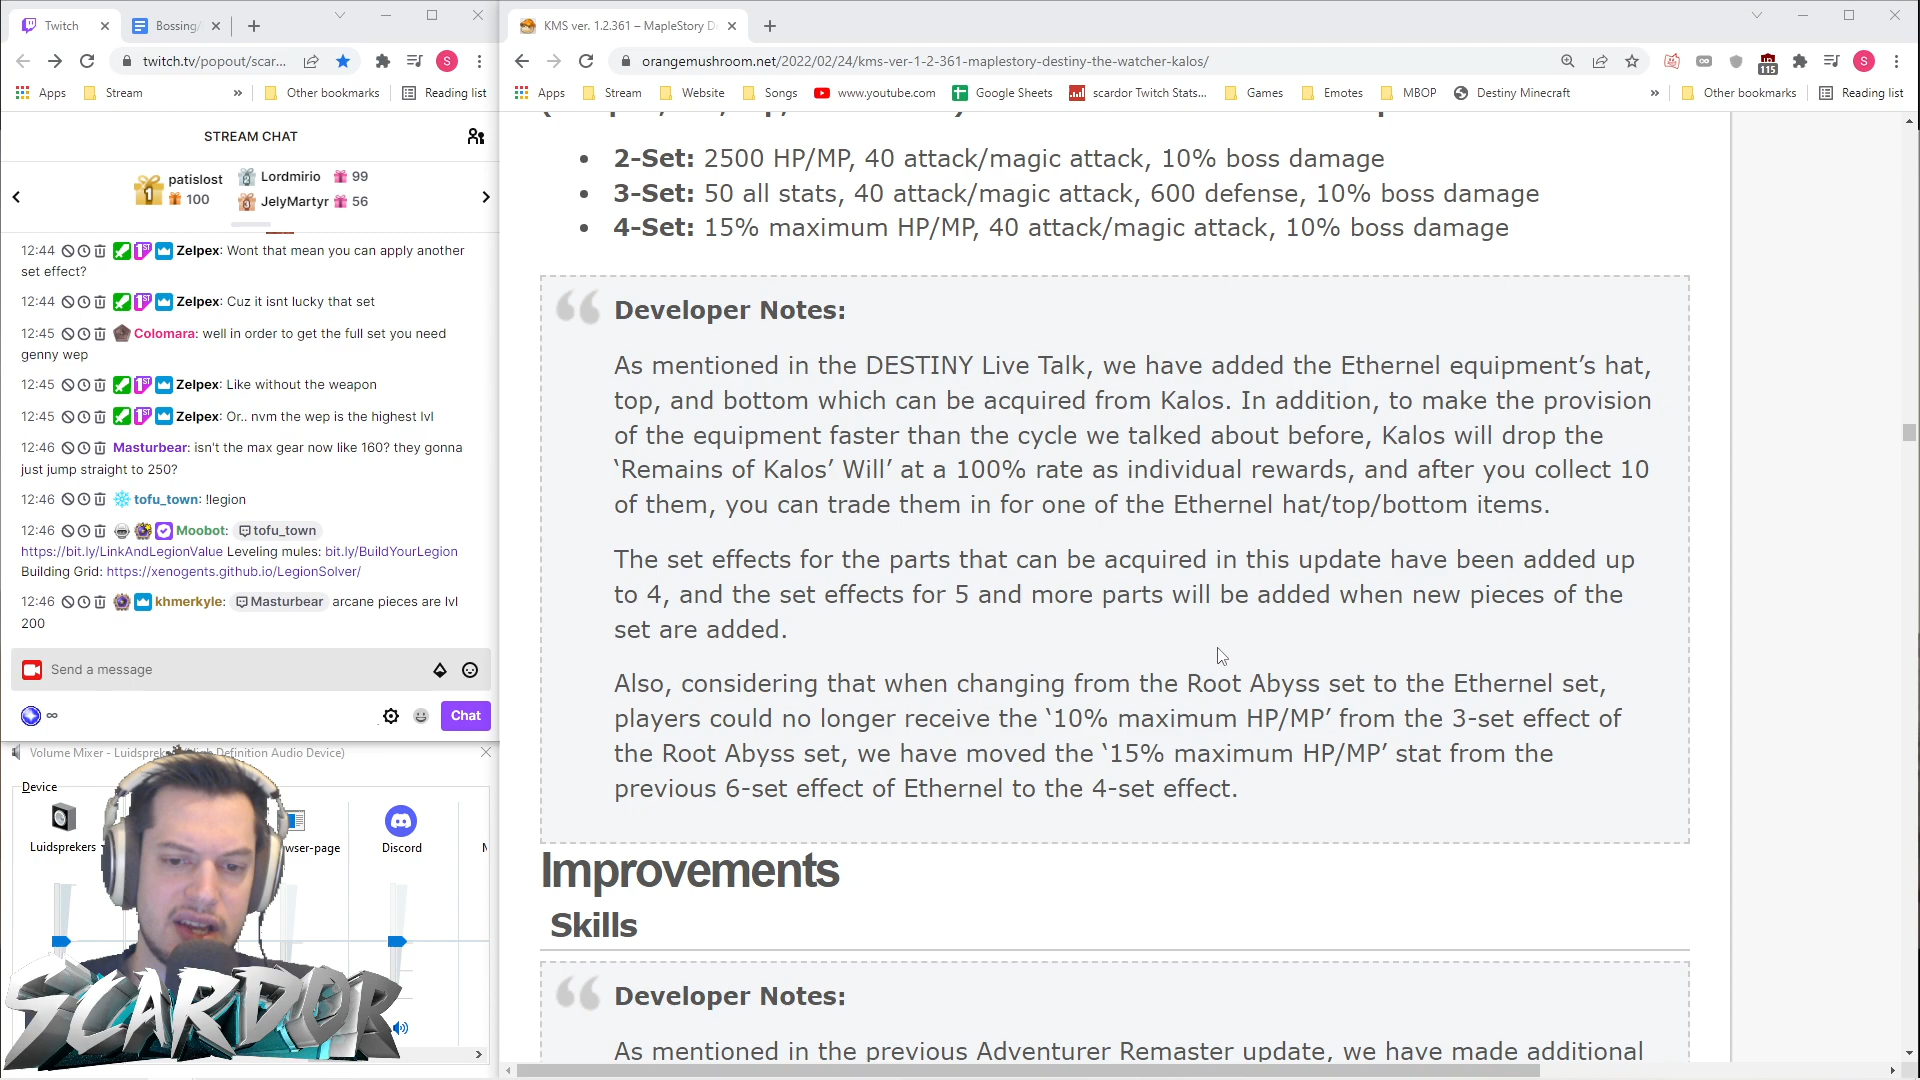 Twitch
Bossing/
KMS ver. 1.2.361 – MapleStory D
twitch.tv/popout/scar...
S
orangemushroom.net/2022/02/24/kms-ver-1-2-361-maplestory-destiny-the-watcher-kalos/
115
S
Apps
Stream
»
Other bookmarks
Reading list
Apps
Stream
Website
Songs
www.youtube.com
Google Sheets
scardor Twitch Stats...
Games
Emotes
MBOP
Destiny Minecraft
»
Other bookmarks
Reading list
STREAM CHAT
patislost
100
Lordmirio 99
JelyMartyr 56
12:44 Zelpex: Wont that mean you can apply another
set effect?
12:44 Zelpex: Cuz it isnt lucky that set
12:45 Colomara: well in order to get the full set you need
genny wep
12:45 Zelpex: Like without the weapon
12:45 Zelpex: Or.. nvm the wep is the highest lvl
12:46 Masturbear: isn't the max gear now like 160? they gonna
just jump straight to 250?
12:46 tofu_town: !legion
12:46 Moobot: tofu_town
https://bit.ly/LinkAndLegionValue Leveling mules: bit.ly/BuildYourLegion
Building Grid: https://xenogents.github.io/LegionSolver/
12:46 khmerkyle: Masturbear arcane pieces are lvl
200
Send a message
∞
Chat
2-Set: 2500 HP/MP, 40 attack/magic attack, 10% boss damage
3-Set: 50 all stats, 40 attack/magic attack, 600 defense, 10% boss damage
4-Set: 15% maximum HP/MP, 40 attack/magic attack, 10% boss damage
Developer Notes:
As mentioned in the DESTINY Live Talk, we have added the Ethernel equipment’s hat,
top, and bottom which can be acquired from Kalos. In addition, to make the provision
of the equipment faster than the cycle we talked about before, Kalos will drop the
‘Remains of Kalos’ Will’ at a 100% rate as individual rewards, and after you collect 10
of them, you can trade them in for one of the Ethernel hat/top/bottom items.
The set effects for the parts that can be acquired in this update have been added up
to 4, and the set effects for 5 and more parts will be added when new pieces of the
set are added.
Also, considering that when changing from the Root Abyss set to the Ethernel set,
players could no longer receive the ‘10% maximum HP/MP’ from the 3-set effect of
the Root Abyss set, we have moved the ‘15% maximum HP/MP’ stat from the
previous 6-set effect of Ethernel to the 4-set effect.
Improvements
Skills
Developer Notes:
As mentioned in the previous Adventurer Remaster update, we have made additional
Volume Mixer - Luidsprekers (High Definition Audio Device)
Device
Luidsprekers
wser-page
Discord
SCARDOR